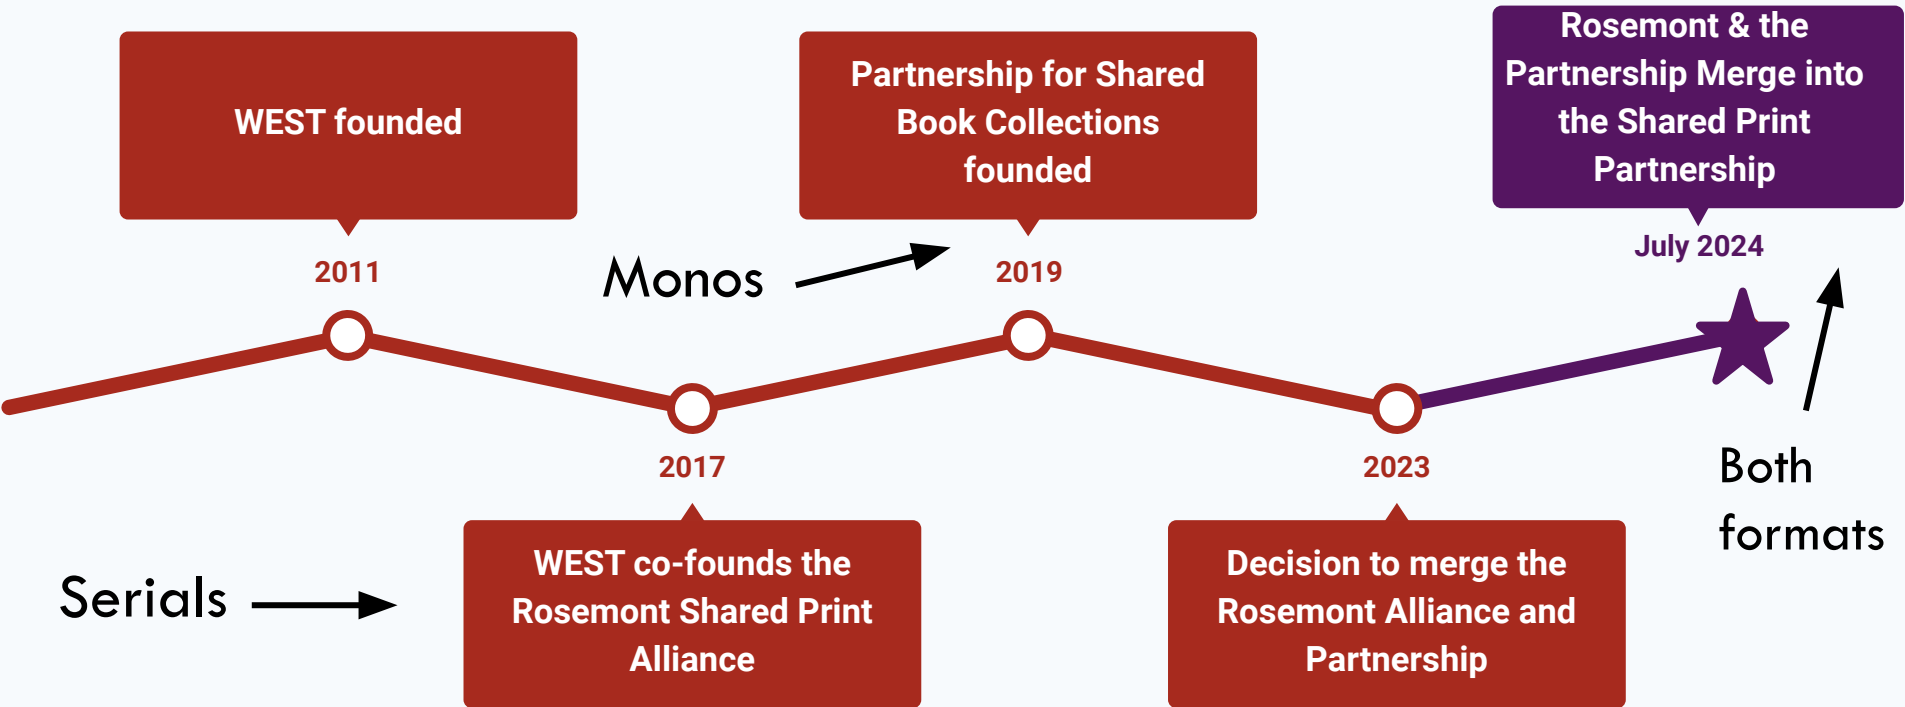 WEST founded
2011
Serials
WEST co-founds the
Rosemont Shared Print
Alliance
2017
Monos
Partnership for Shared
Book Collections
founded
2019
2023
Decision to merge the
Rosemont Alliance and
Partnership
Rosemont & the
Partnership Merge into
the Shared Print
Partnership
July 2024
Both
formats